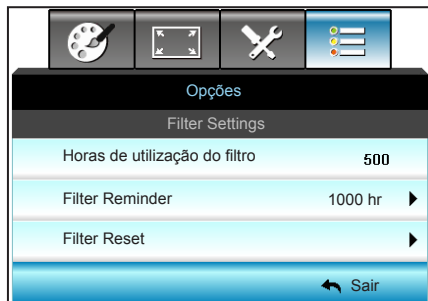 Opções
Filter Settings
Horas de utilização do filtro 500
Filter Reminder 1000 hr
Filter Reset
Sair